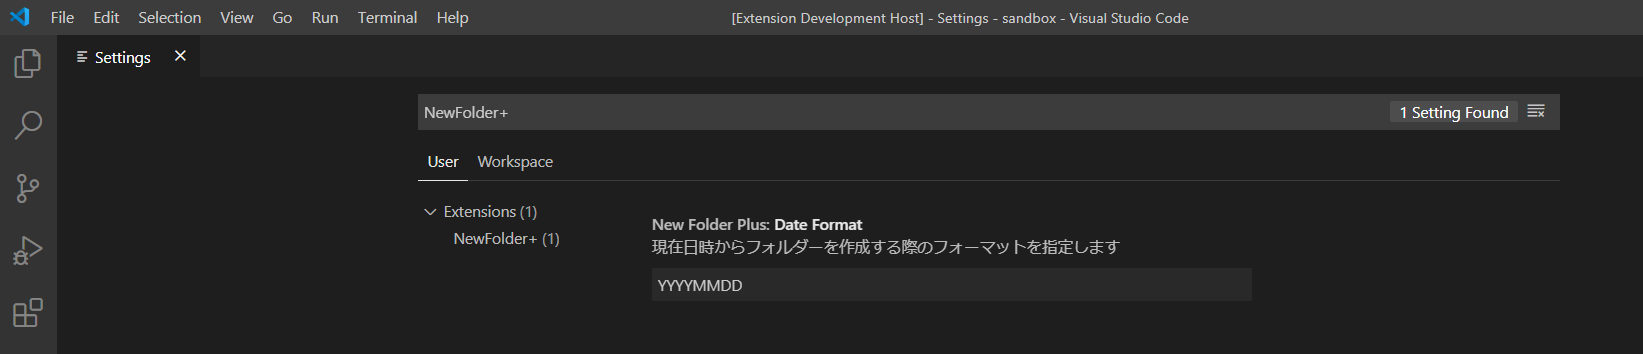 File Edit Selection View Go Run Terminal Help [Extension Development Host] - Settings - sandbox - Visual Studio Code
Settings
NewFolder+ 1 Setting Found
User Workspace
Extensions (1)
NewFolder+ (1)
New Folder Plus: Date Format
現在日時からフォルダーを作成する際のフォーマットを指定します
YYYYMMDD